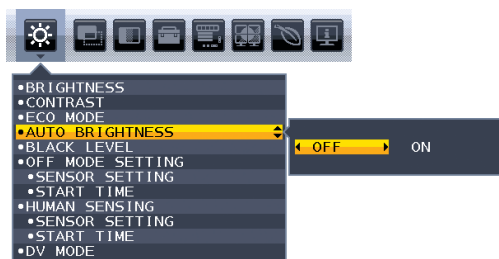 •BRIGHTNESS
•CONTRAST
•ECO MODE
•AUTO BRIGHTNESS
OFF ON
•BLACK LEVEL
•OFF MODE SETTING
•SENSOR SETTING
•START TIME
•HUMAN SENSING
•SENSOR SETTING
•START TIME
•DV MODE